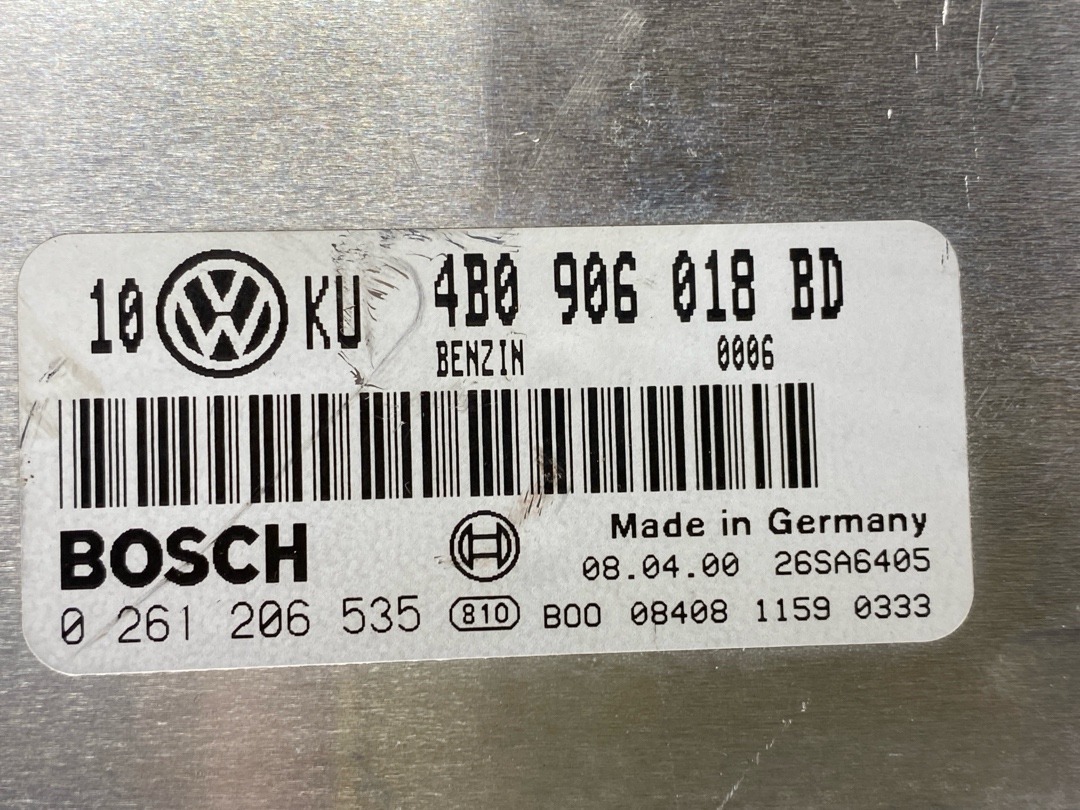 10 KU 4B0 906 018 BD
BENZIN 0006
BOSCH
Made in Germany
08.04.00 26SA6405
0 261 206 535 810 B00 08408 1159 0333